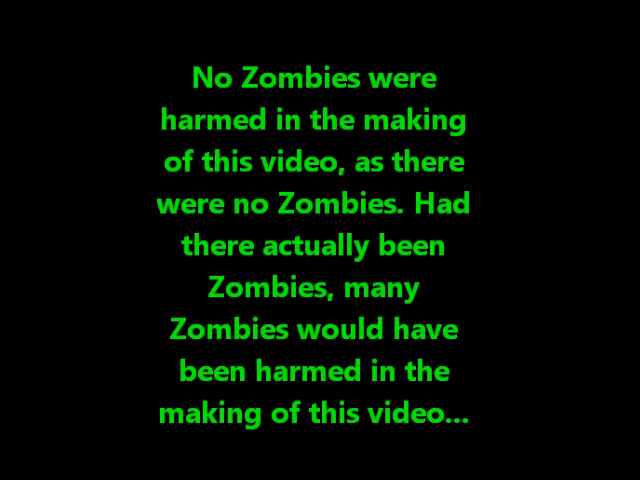 No Zombies were
harmed in the making
of this video, as there
were no Zombies. Had
there actually been
Zombies, many
Zombies would have
been harmed in the
making of this video...